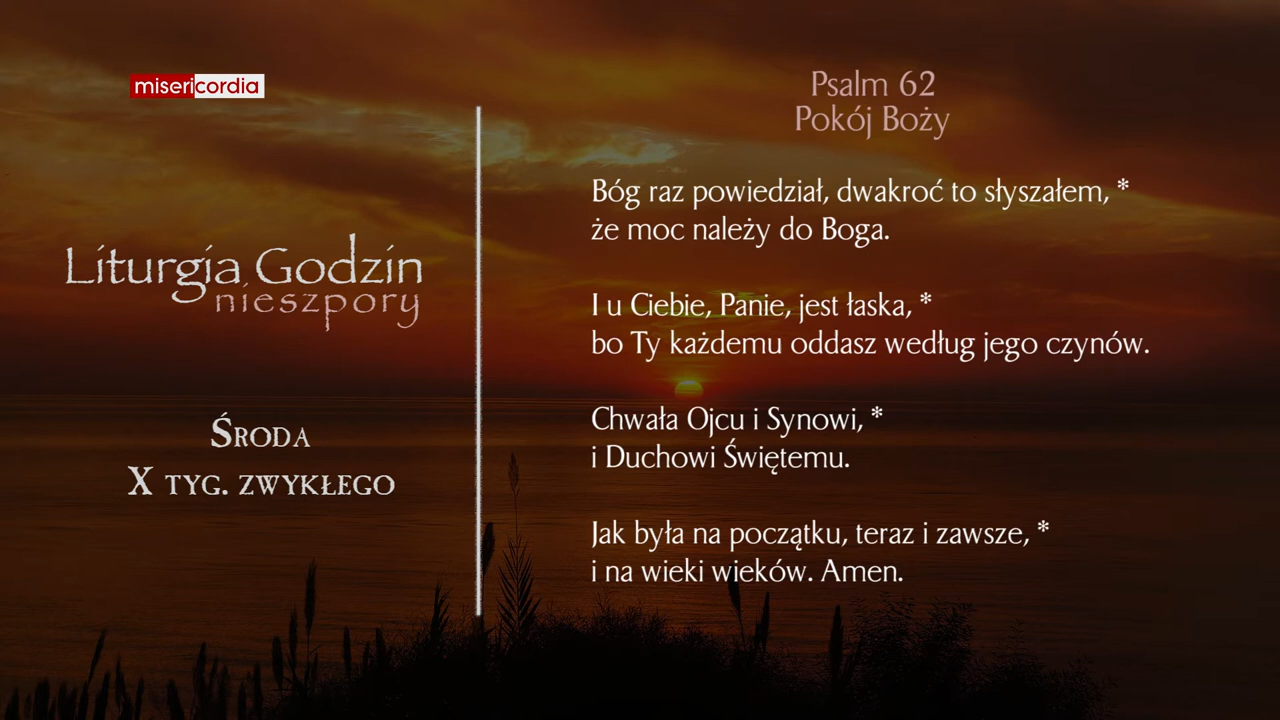 misericordia
Liturgia Godzin
nieszpory
Środa
X tyg. zwykłego
Psalm 62
Pokój Boży
Bóg raz powiedział, dwakroć to słyszałem, *
że moc należy do Boga.
I u Ciebie, Panie, jest łaska, *
bo Ty każdemu oddasz według jego czynów.
Chwała Ojcu i Synowi, *
i Duchowi Świętemu.
Jak była na początku, teraz i zawsze, *
i na wieki wieków. Amen.